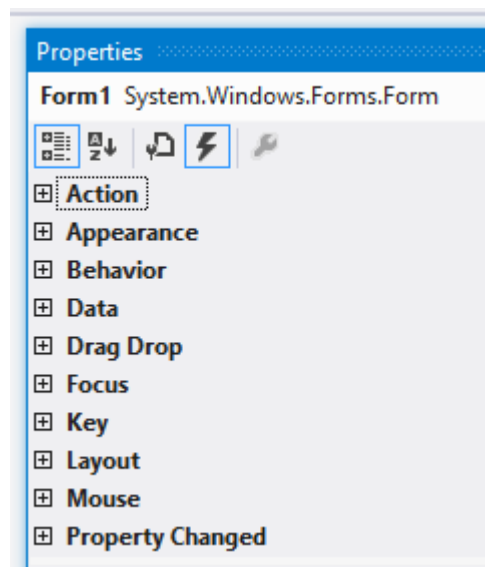 Properties
Form1 System.Windows.Forms.Form
Action
Appearance
Behavior
Data
Drag Drop
Focus
Key
Layout
Mouse
Property Changed